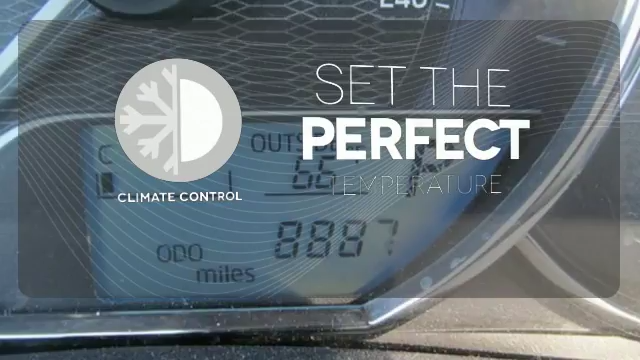 SET THE
PERFECT
TEMPERATURE
CLIMATE CONTROL
C
ODO
8887
miles